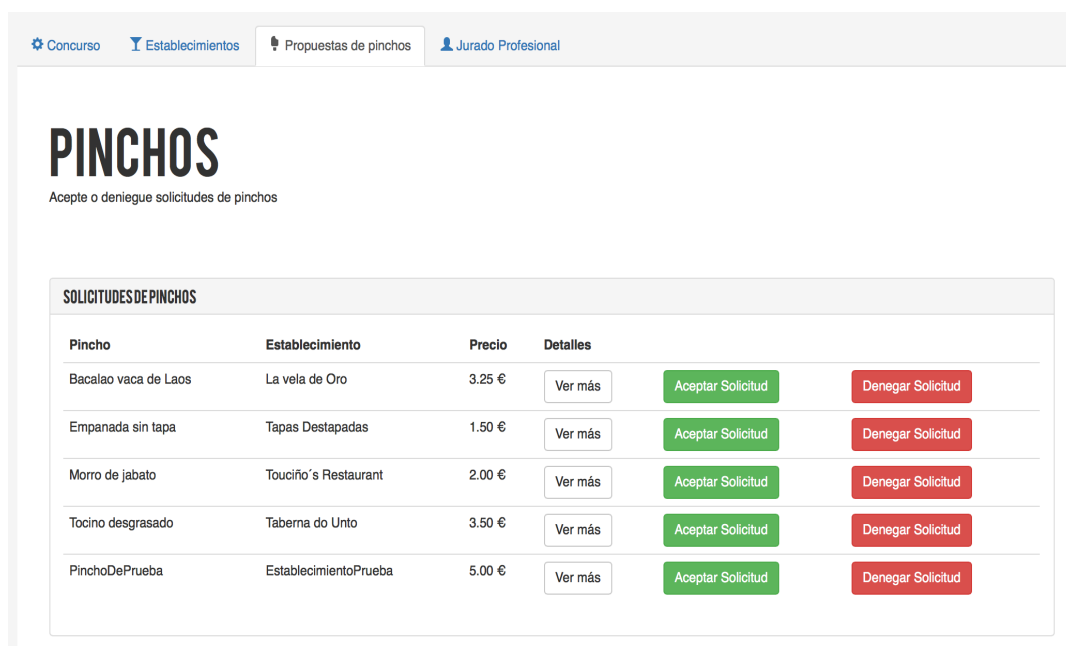 Concurso Establecimientos Propuestas de pinchos Jurado Profesional
PINCHOS
Acepte o deniegue solicitudes de pinchos
SOLICITUDES DE PINCHOS
Pincho Establecimiento Precio Detalles
Bacalao vaca de Laos La vela de Oro 3.25 € Ver más Aceptar Solicitud Denegar Solicitud
Empanada sin tapa Tapas Destapadas 1.50 € Ver más Aceptar Solicitud Denegar Solicitud
Morro de jabato Touciño´s Restaurant 2.00 € Ver más Aceptar Solicitud Denegar Solicitud
Tocino desgrasado Taberna do Unto 3.50 € Ver más Aceptar Solicitud Denegar Solicitud
PinchoDePrueba EstablecimientoPrueba 5.00 € Ver más Aceptar Solicitud Denegar Solicitud